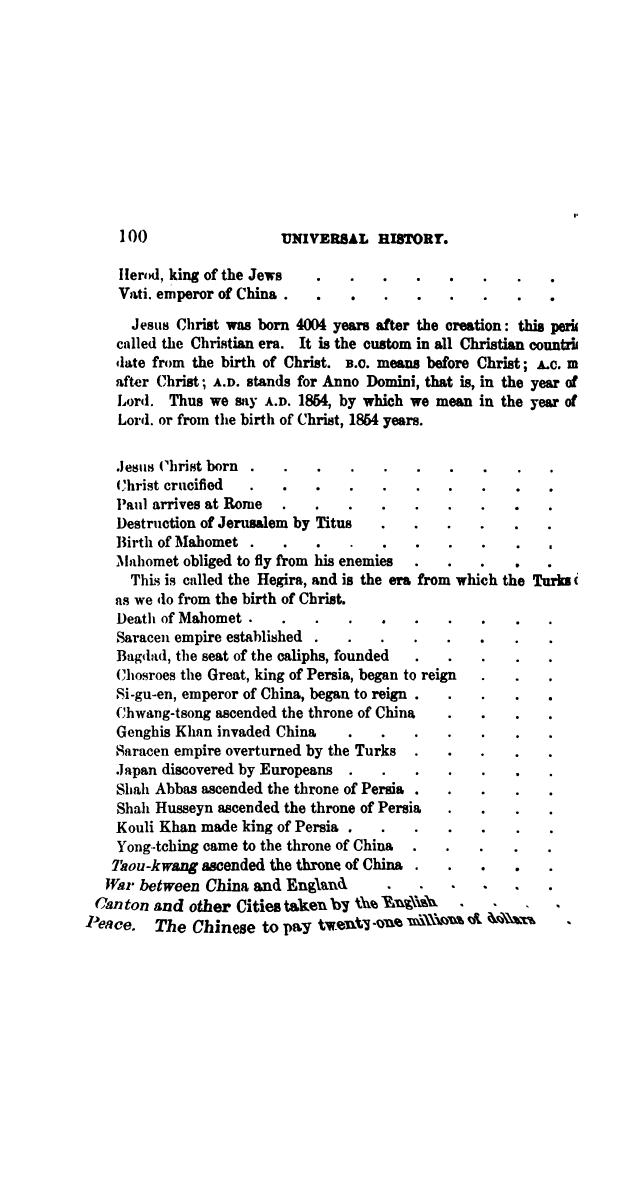 100 UNIVERSAL HISTORY.
Herod, king of the Jews . . . . . . . .
Vati, emperor of China . . . . . . . . .
Jesus Christ was born 4004 years after the creation: this peri
called the Christian era. It is the custom in all Christian countri
date from the birth of Christ. B.C. means before Christ; A.C. m
after Christ; A.D. stands for Anno Domini, that is, in the year of
Lord. Thus we say A.D. 1854, by which we mean in the year of
Lord, or from the birth of Christ, 1854 years.
Jesus Christ born . . . . . . . . . .
Christ crucified . . . . . . . . . .
Paul arrives at Rome . . . . . . . . .
Destruction of Jerusalem by Titus . . . . . .
Birth of Mahomet . . . . . . . . . .
Mahomet obliged to fly from his enemies . . . . .
This is called the Hegira, and is the era from which the Turks
as we do from the birth of Christ.
Death of Mahomet . . . . . . . . . .
Saracen empire established . . . . . . . .
Bagdad, the seat of the caliphs, founded . . . . .
Chosroes the Great, king of Persia, began to reign . . .
Si-gu-en, emperor of China, began to reign . . . . .
Chwang-tsong ascended the throne of China . . . .
Genghis Khan invaded China . . . . . . .
Saracen empire overturned by the Turks . . . . .
Japan discovered by Europeans . . . . . . .
Shah Abbas ascended the throne of Persia . . . . .
Shah Husseyn ascended the throne of Persia . . . .
Kouli Khan made king of Persia . . . . . . .
Yong-tching came to the throne of China . . . . .
Taou-kwang ascended the throne of China . . . . .
War between China and England . . . . . .
Canton and other Cities taken by the English . . . .
Peace. The Chinese to pay twenty-one millions of dollars .